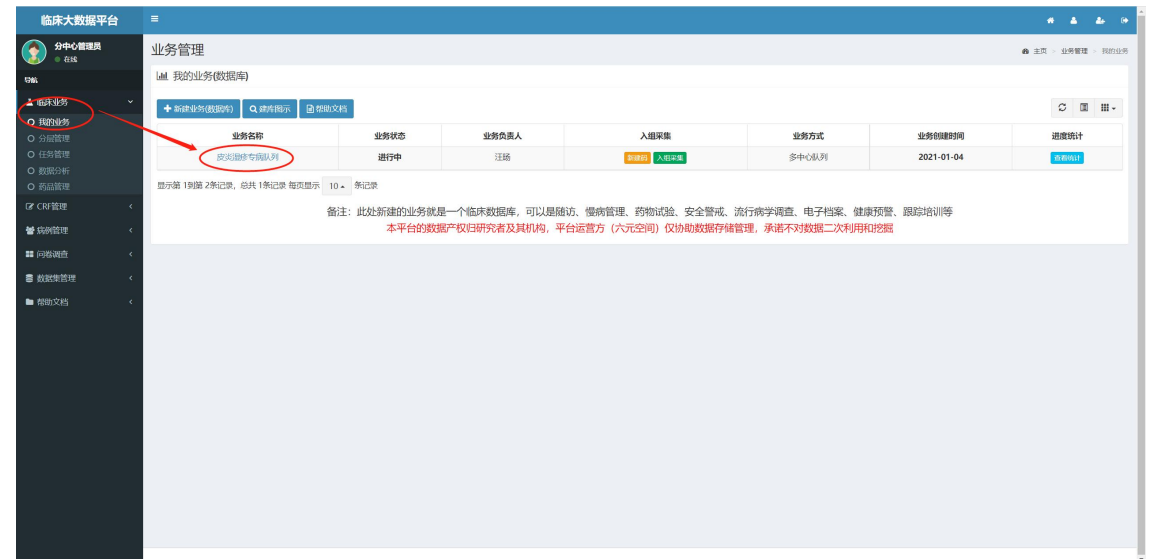 临床大数据平台
分中心管理员
在线
业务管理
主页 > 业务管理 > 我的业务
导航
我的业务(数据库)
临床业务
我的业务
分层管理
任务管理
数据分析
药品管理
CRF管理
病例管理
问卷调查
数据集管理
帮助文档
新建业务(数据库) 建库图示 帮助文档
业务名称 业务状态 业务负责人 入组采集 业务方式 业务创建时间 进度统计
皮炎湿疹专病队列 进行中 汪旸 入组采集 多中心队列 2021-01-04 查看统计
显示第 1到第 2条记录，总共 1条记录 每页显示 10 条记录
备注：此处新建的业务就是一个临床数据库，可以是随访、慢病管理、药物试验、安全警戒、流行病学调查、电子档案、健康预警、跟踪培训等
本平台的数据产权归研究者及其机构，平台运营方（六元空间）仅协助数据存储管理，承诺不对数据二次利用和挖掘